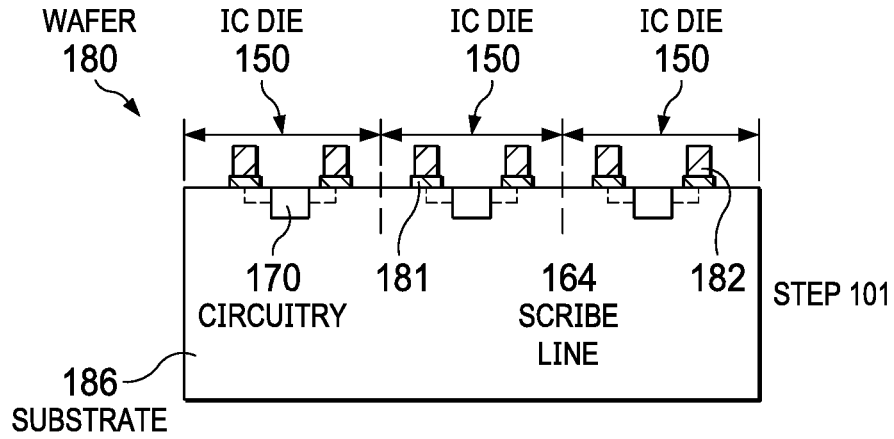 WAFER
180
IC DIE
150
IC DIE
150
IC DIE
150
170
CIRCUITRY
181
164
SCRIBE
LINE
182
STEP 101
186
SUBSTRATE